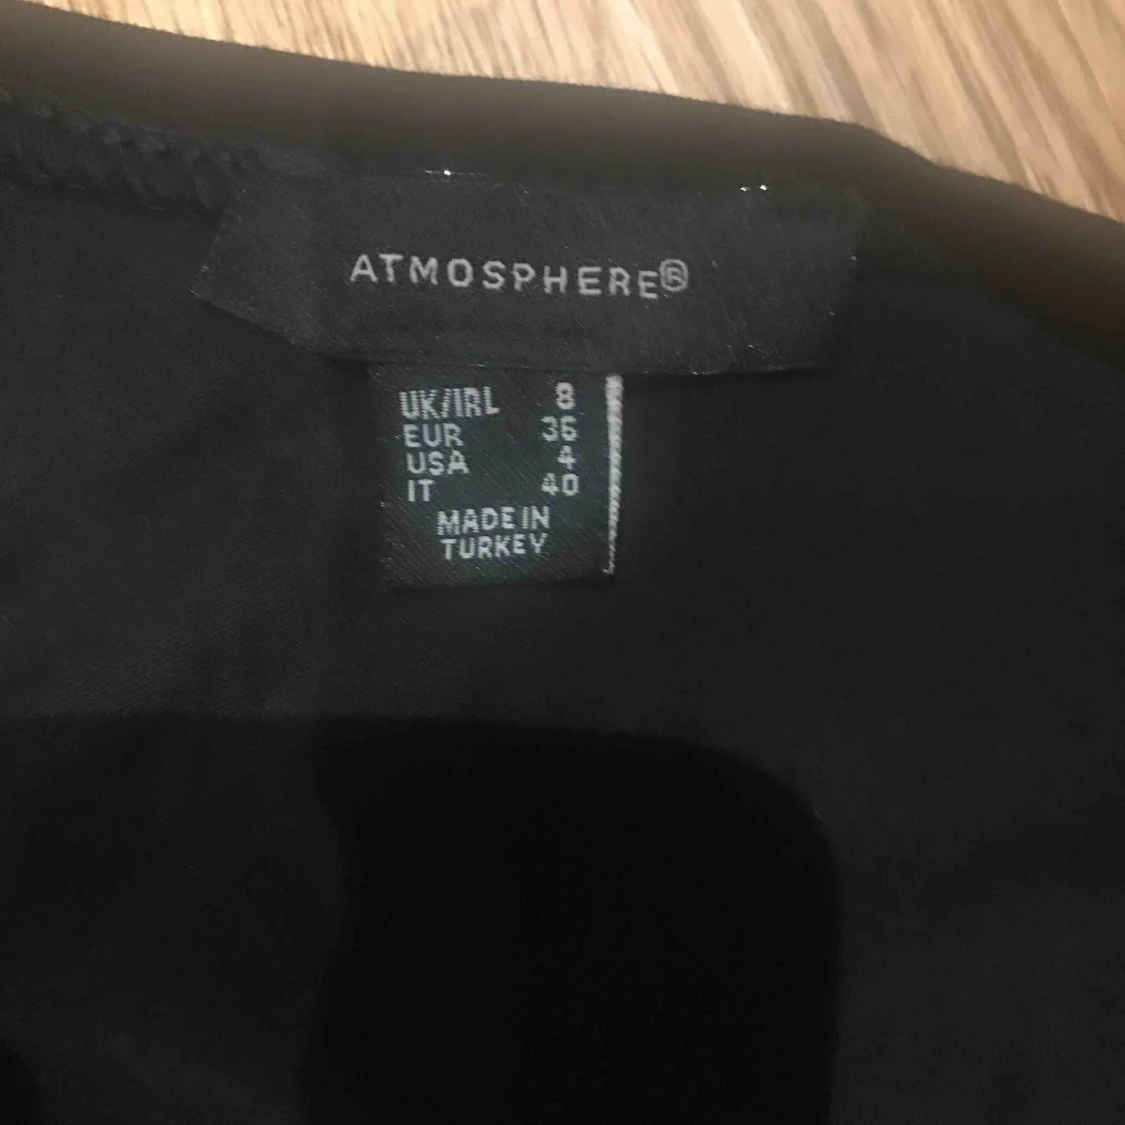 ATMOSPHERE®
UK/IRL 8
EUR 36
USA 4
IT 40
MADE IN
TURKEY